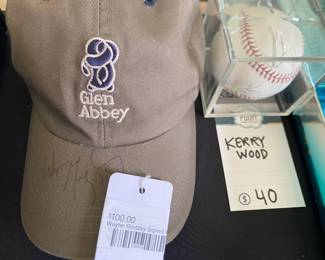 Glen
Abbey
$100.00
Wayne Gretzky Signed
KERRY
WOOD
$ 40